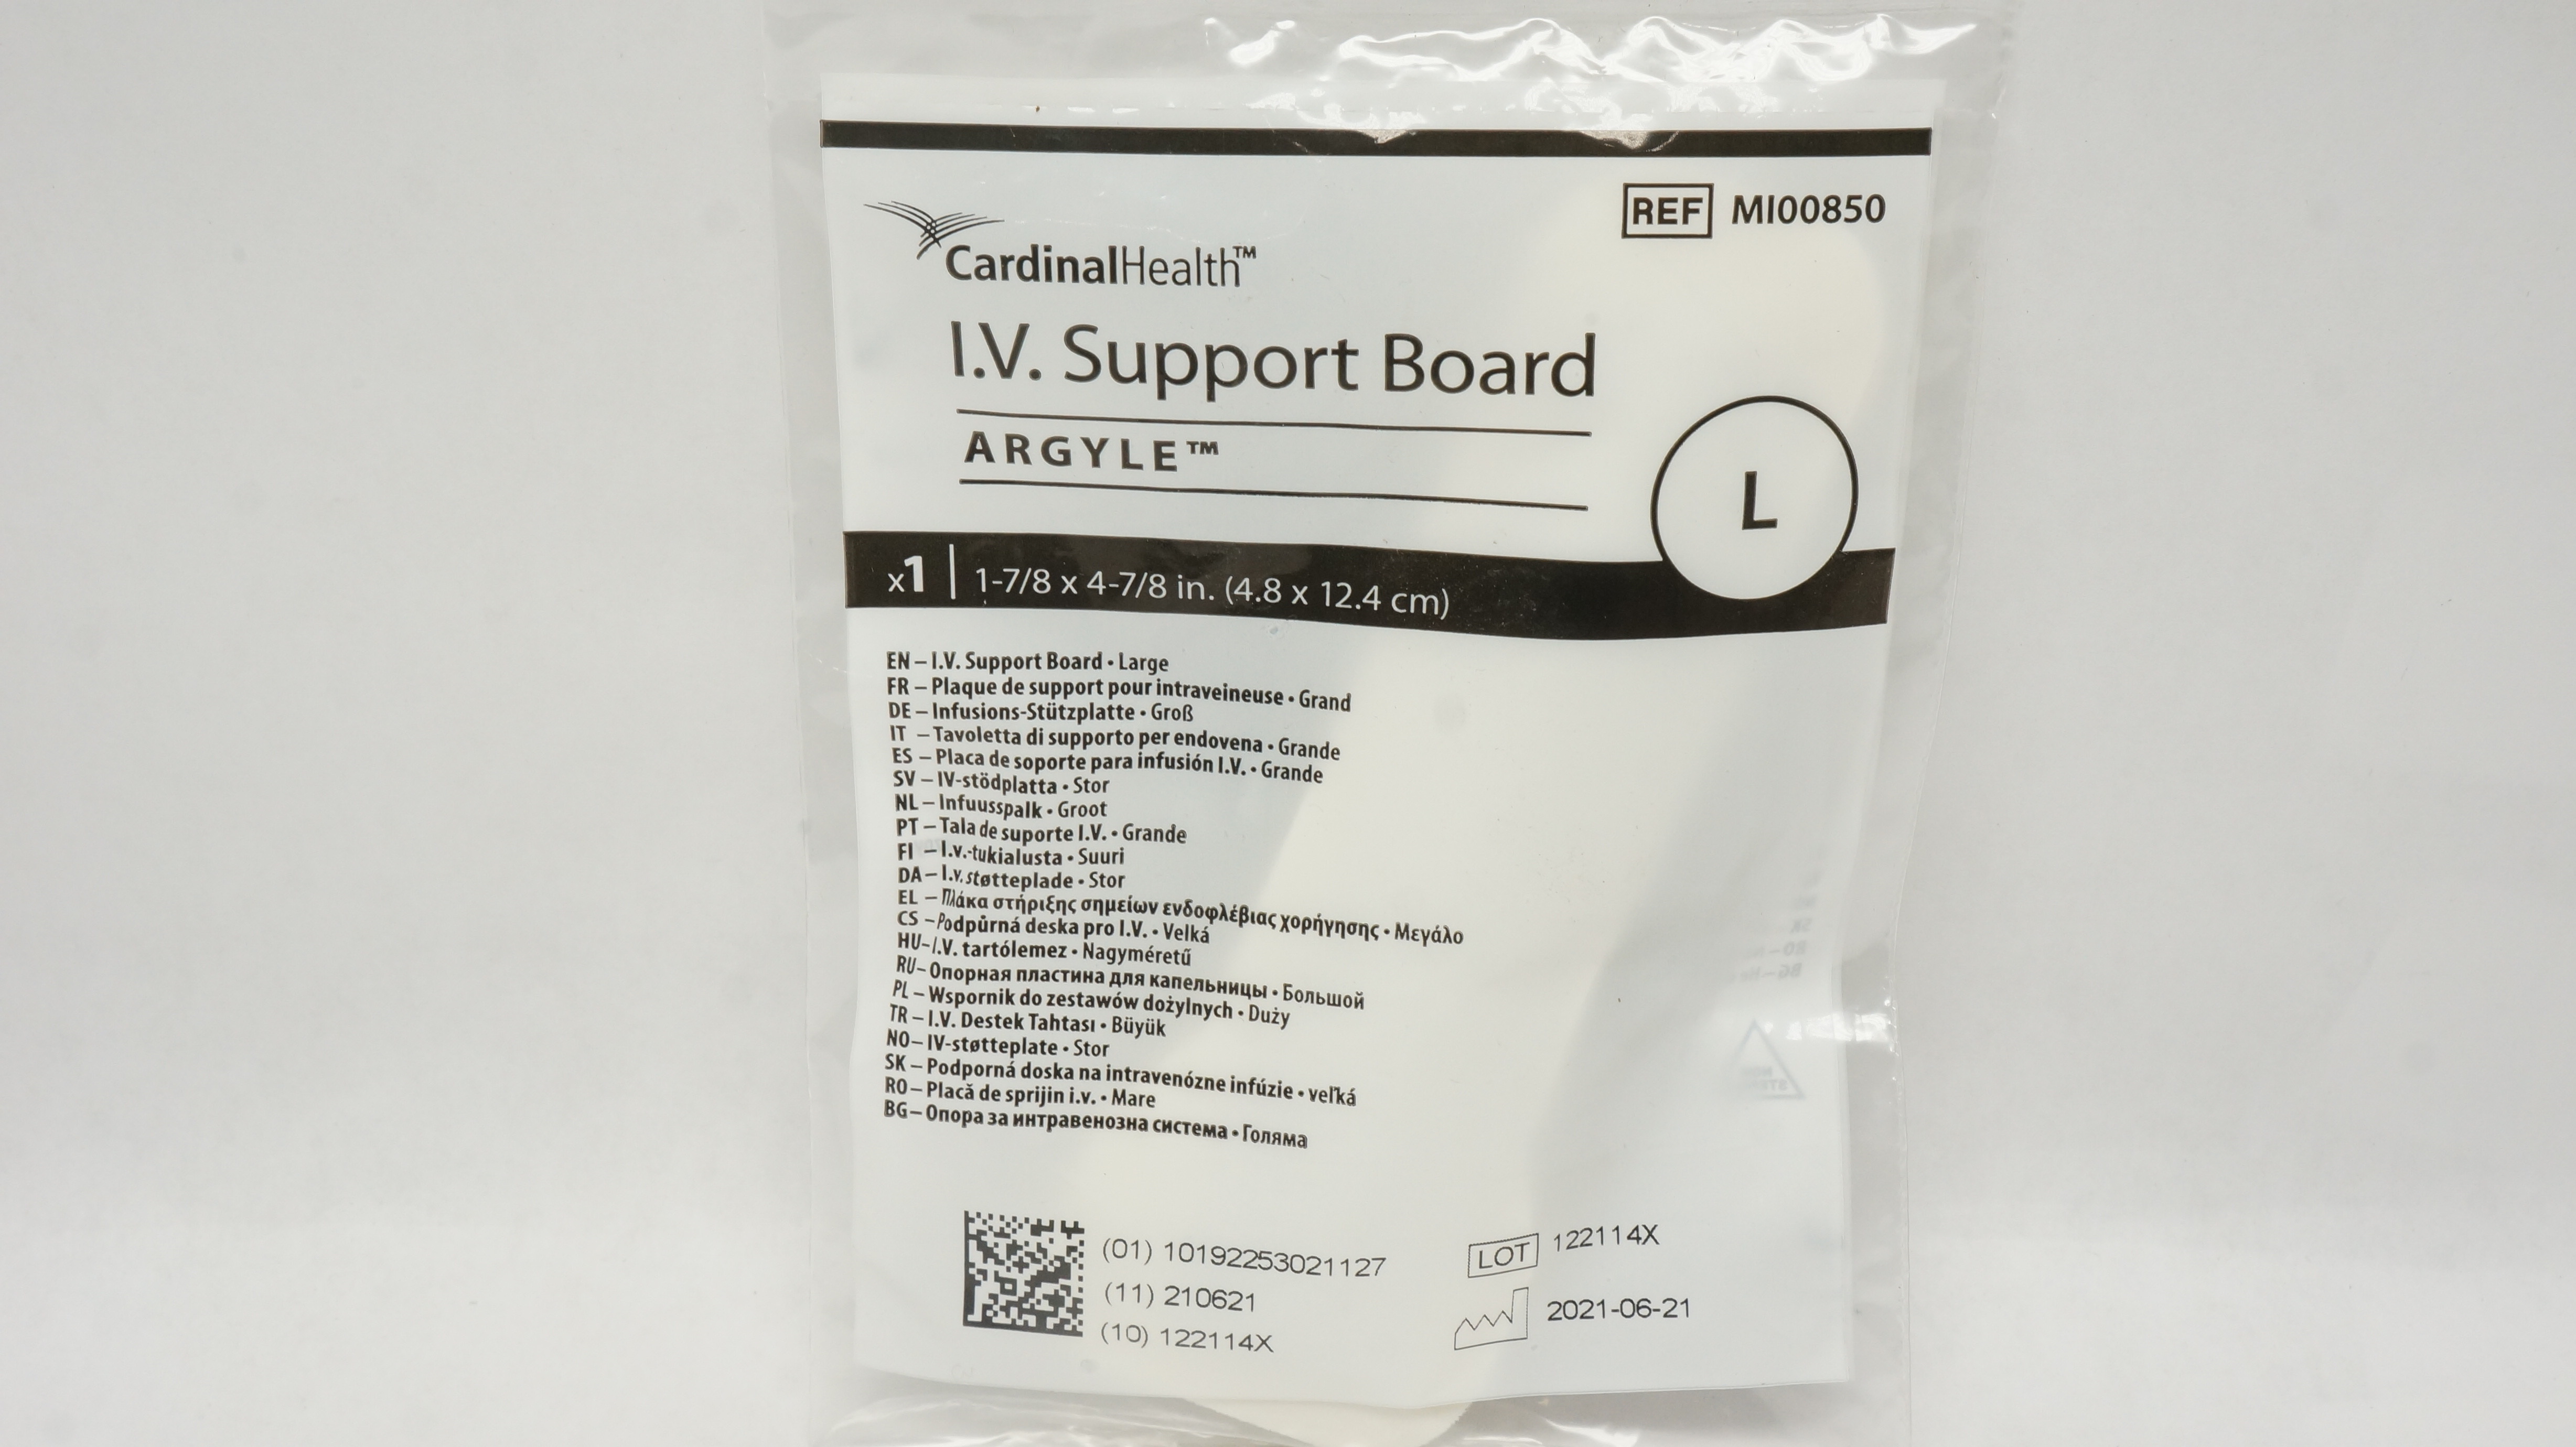 REF MI00850
CardinalHealth™
I.V. Support Board
ARGYLE™
L
x1 | 1-7/8 x 4-7/8 in. (4.8 x 12.4 cm)
EN – I.V. Support Board • Large
FR – Plaque de support pour intraveineuse • Grand
DE – Infusions-Stützplatte • Groß
IT – Tavoletta di supporto per endovena • Grande
ES – Placa de soporte para infusión I.V. • Grande
SV – IV-stödplatta • Stor
NL – Infuusspalk • Groot
PT – Tala de suporte I.V. • Grande
FI – I.v.-tukialusta • Suuri
DA – I.v. støtteplade • Stor
EL – Πλάκα στήριξης σημείων ενδοφλέβιας χορήγησης • Μεγάλο
CS – Podpůrná deska pro I.V. • Velká
HU – I.V. tartólemez • Nagyméretű
RU – Опорная пластина для капельницы • Большой
PL – Wspornik do zestawów dożylnych • Duży
TR – I.V. Destek Tahtası • Büyük
NO – IV-støtteplate • Stor
SK – Podporná doska na intravenózne infúzie • veľká
RO – Placă de sprijin i.v. • Mare
BG – Опора за интравенозна система • Голяма
(01) 10192253021127
(11) 210621
(10) 122114X
LOT 122114X
2021-06-21